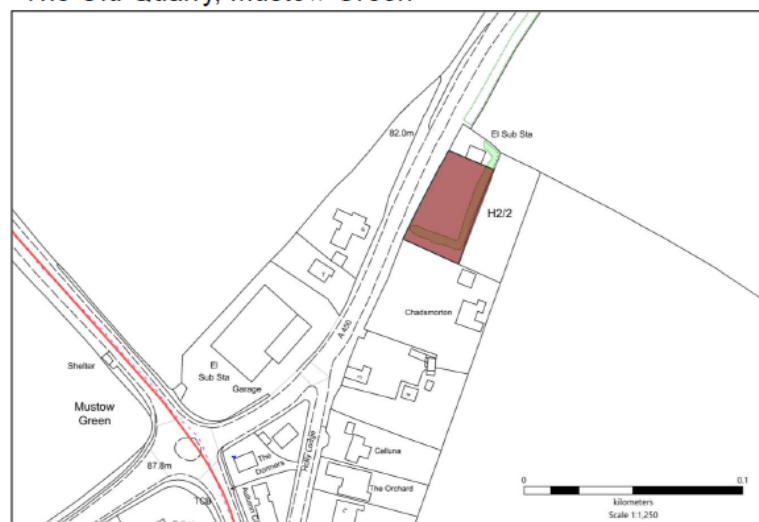 The Old Quarry, Mustow Green
82.0m
El Sub Sta
H2/2
Chadsmorton
A 450
El
Sub Sta
Garage
Shelter
Mustow
Green
Holly Lodge
The
Dormers
Calluna
87.8m
The Orchard
TCB
0
0.1
kilometers
Scale 1:1,250